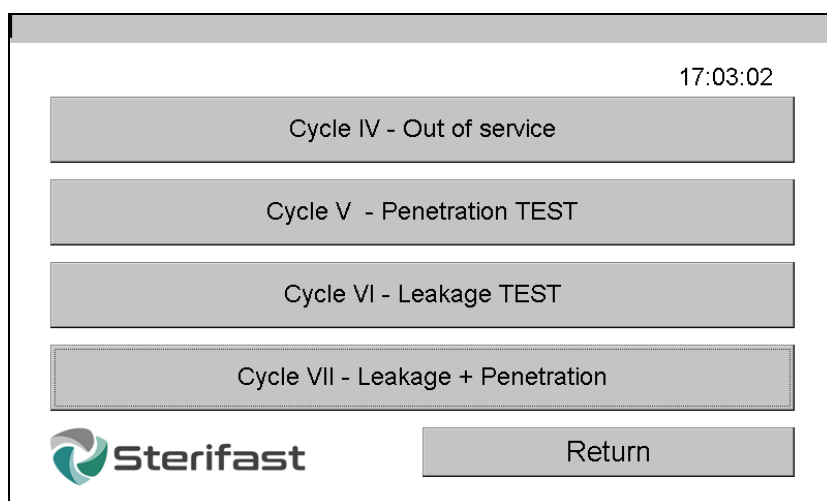 17:03:02
Cycle IV - Out of service
Cycle V  - Penetration TEST
Cycle VI - Leakage TEST
Cycle VII - Leakage + Penetration
Sterifast
Return